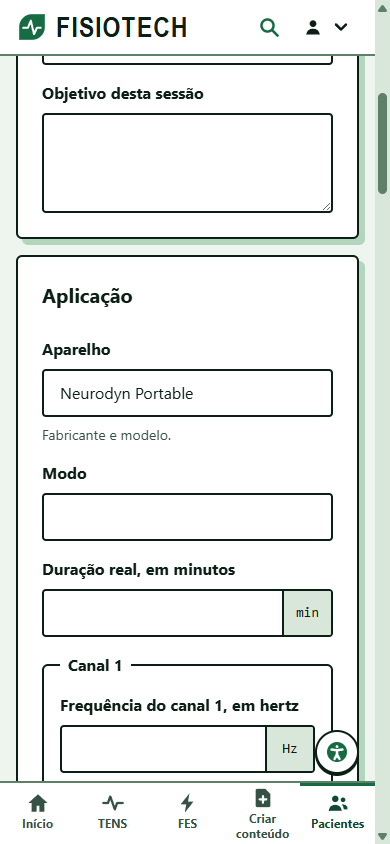 FISIOTECH
Objetivo desta sessão
Aplicação
Aparelho
Neurodyn Portable
Fabricante e modelo.
Modo
Duração real, em minutos
min
Canal 1
Frequência do canal 1, em hertz
Hz
Início
TENS
FES
Criar
conteúdo
Pacientes